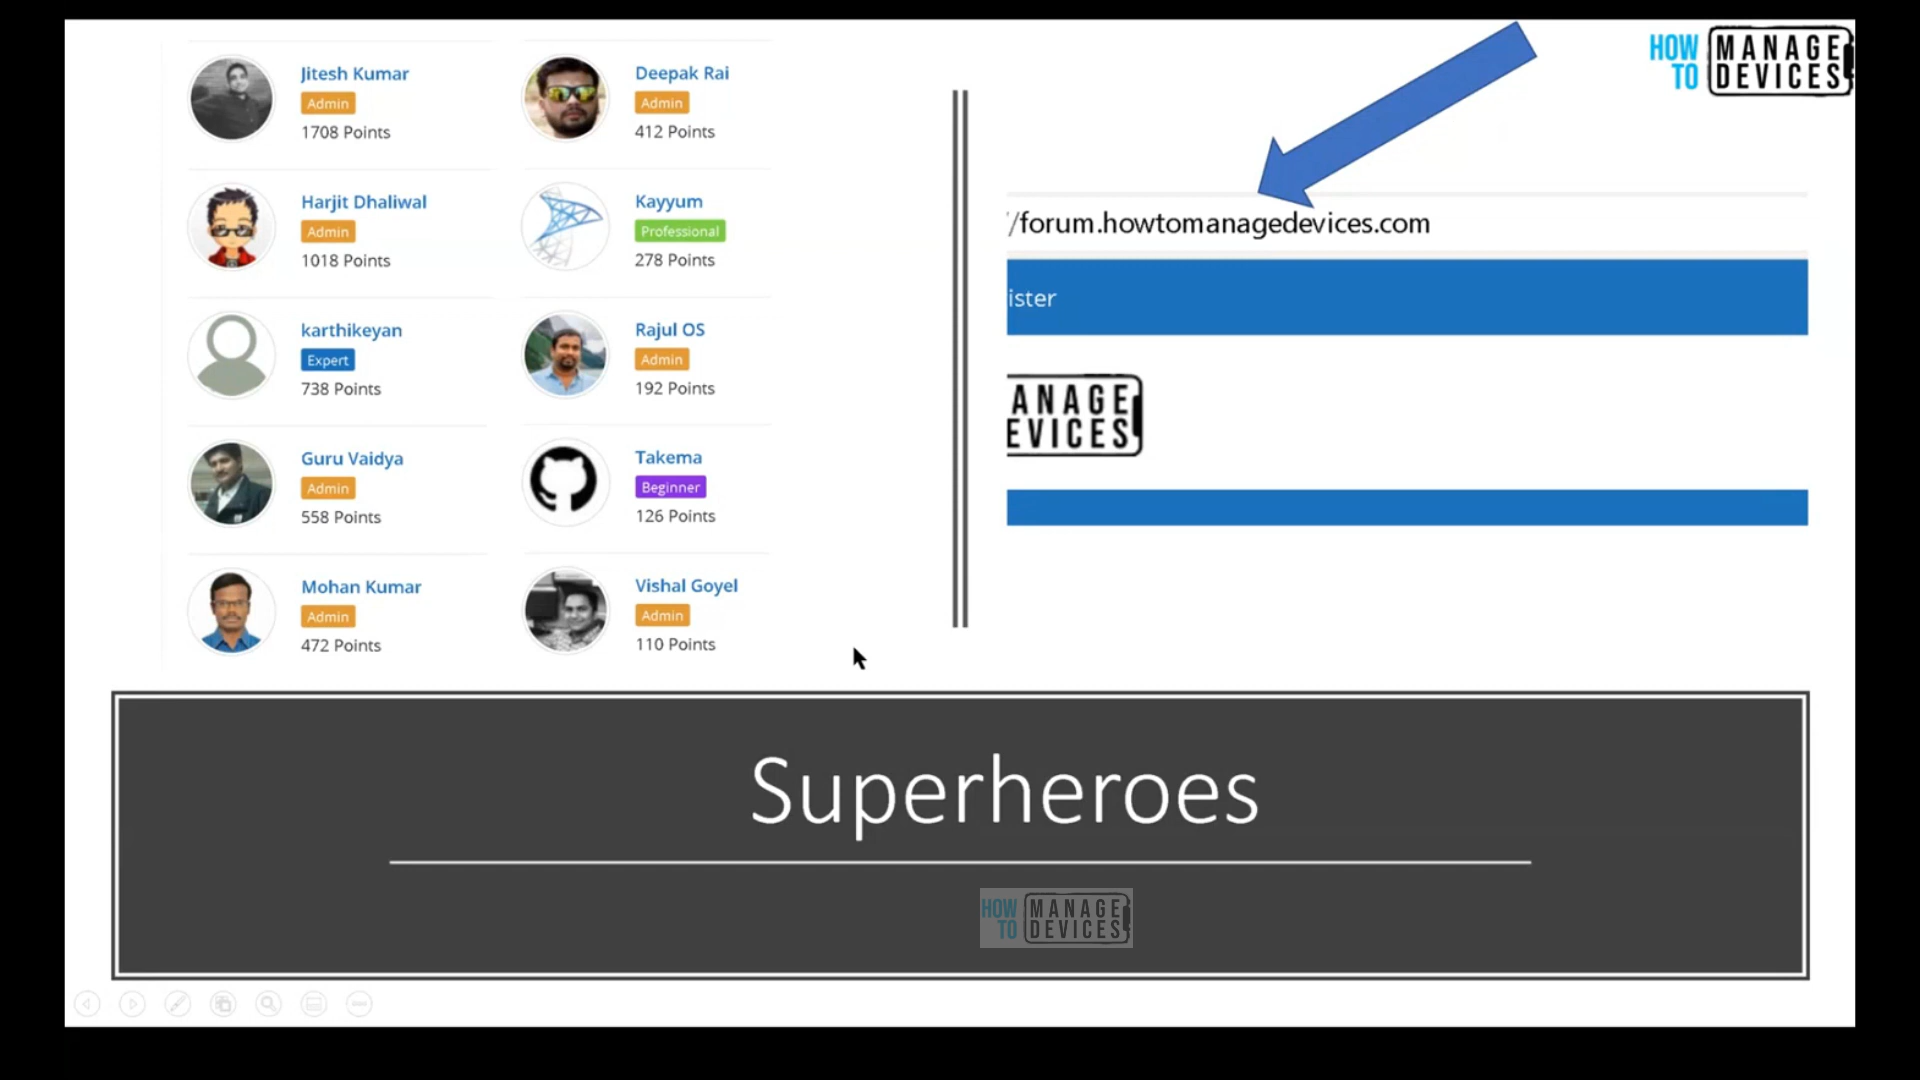 Jitesh Kumar
Admin
1708 Points
Harjit Dhaliwal
Admin
1018 Points
karthikeyan
Expert
738 Points
Guru Vaidya
Admin
558 Points
Mohan Kumar
Admin
472 Points
Deepak Rai
Admin
412 Points
Kayyum
Professional
278 Points
Rajul OS
Admin
192 Points
Takema
Beginner
126 Points
Vishal Goyel
Admin
110 Points
HOW TO
MANAGE
DEVICES
//forum.howtomanagedevices.com
ister
ANAGE
EVICES
Superheroes
HOW TO
MANAGE
DEVICES